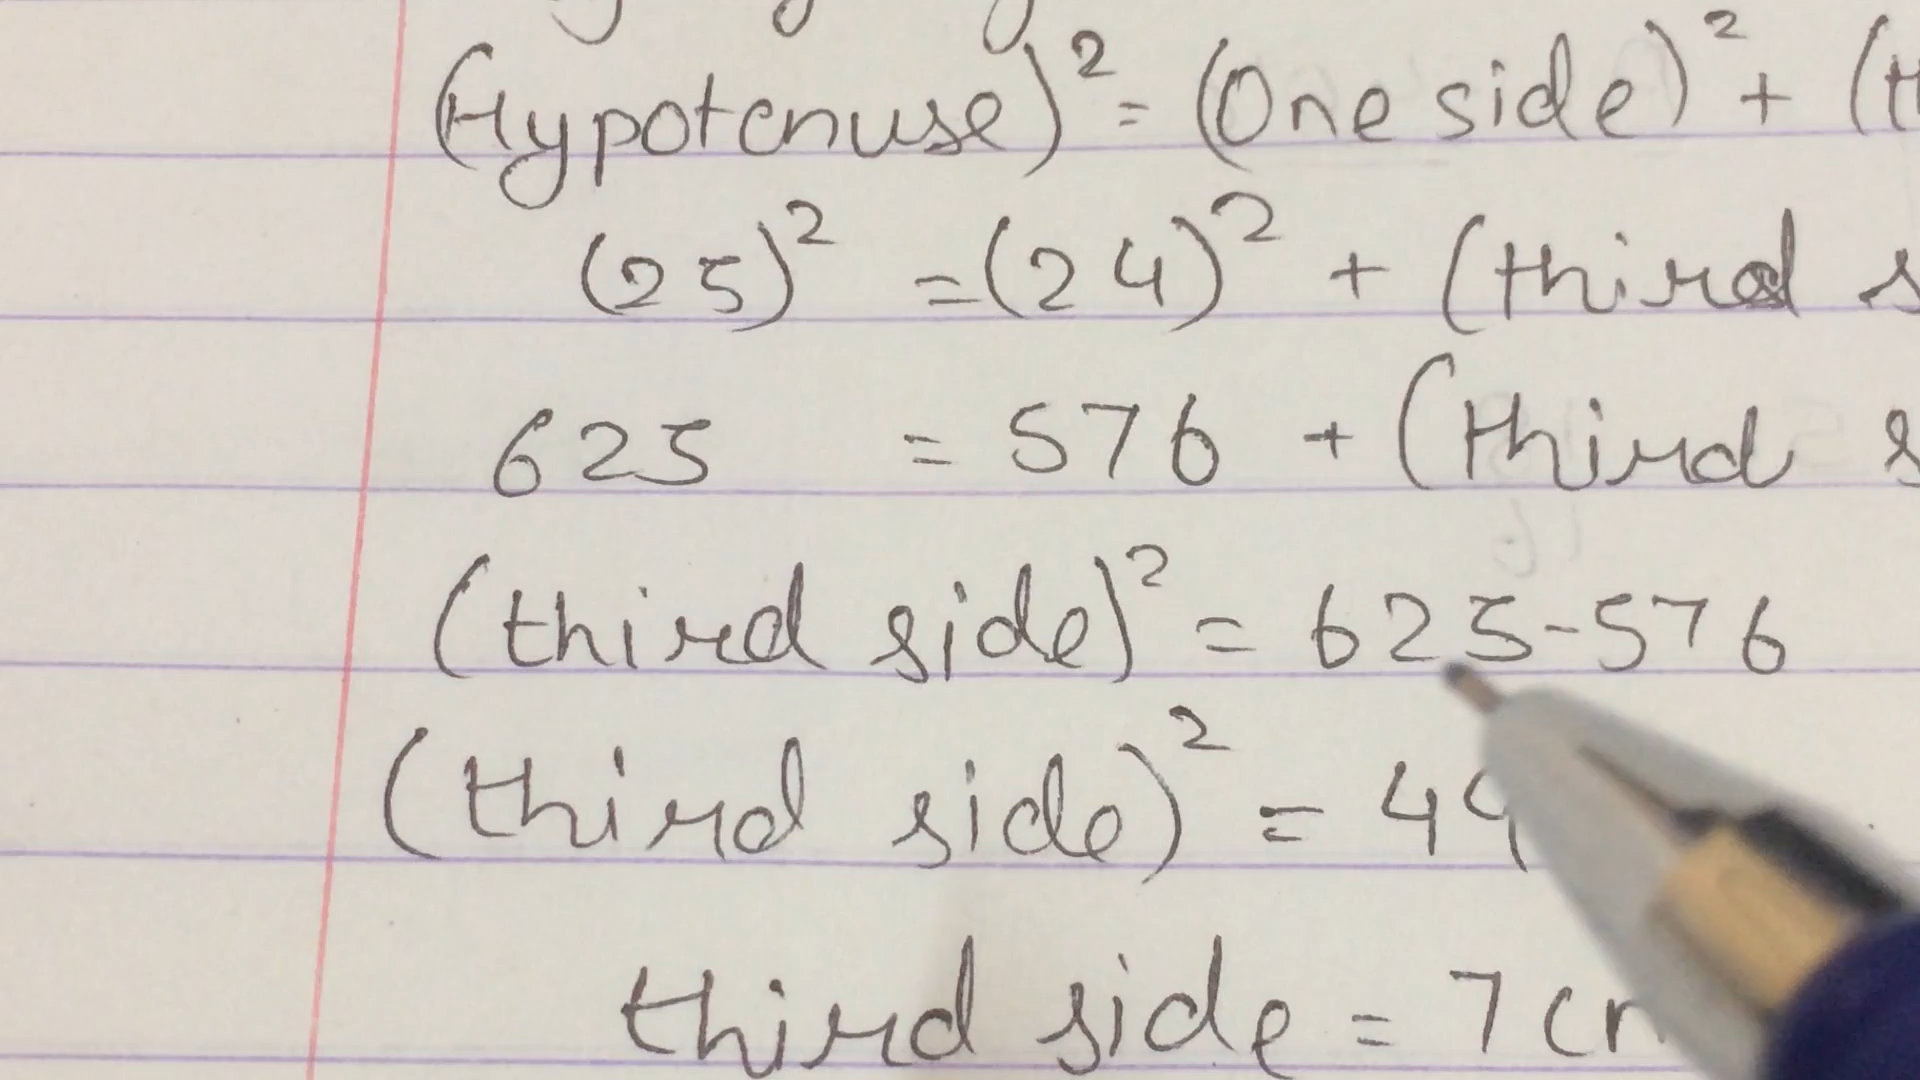 (Hypotenuse)² = (One side)² + (
(25)² = (24)² + (third
625 = 576 + (third
(third side)² = 625-576
(third side)² = 49
third side = 7 cm